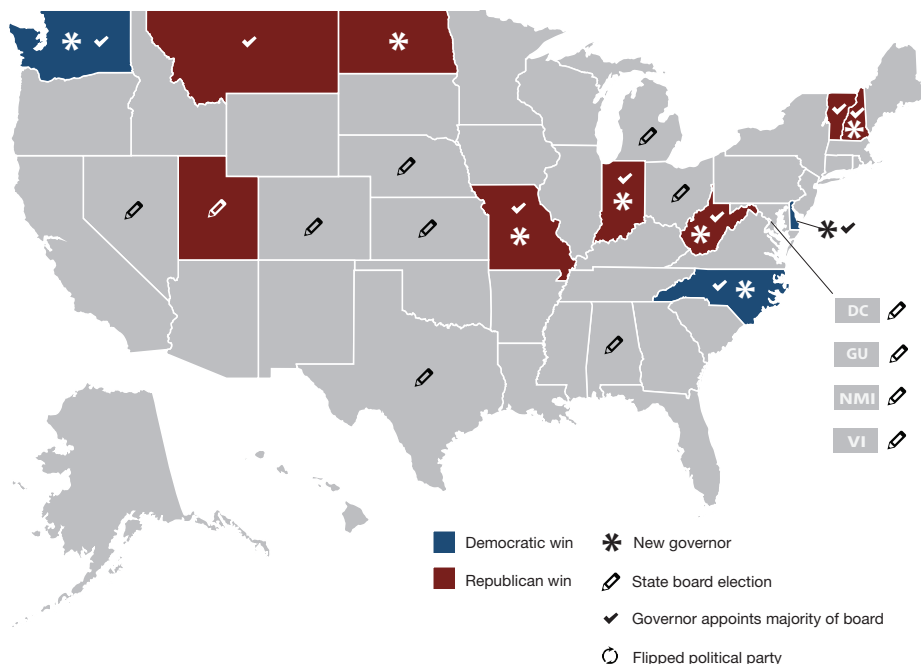 DC
GU
NMI
VI
Democratic win
New governor
Republican win
State board election
Governor appoints majority of board
Flipped political party